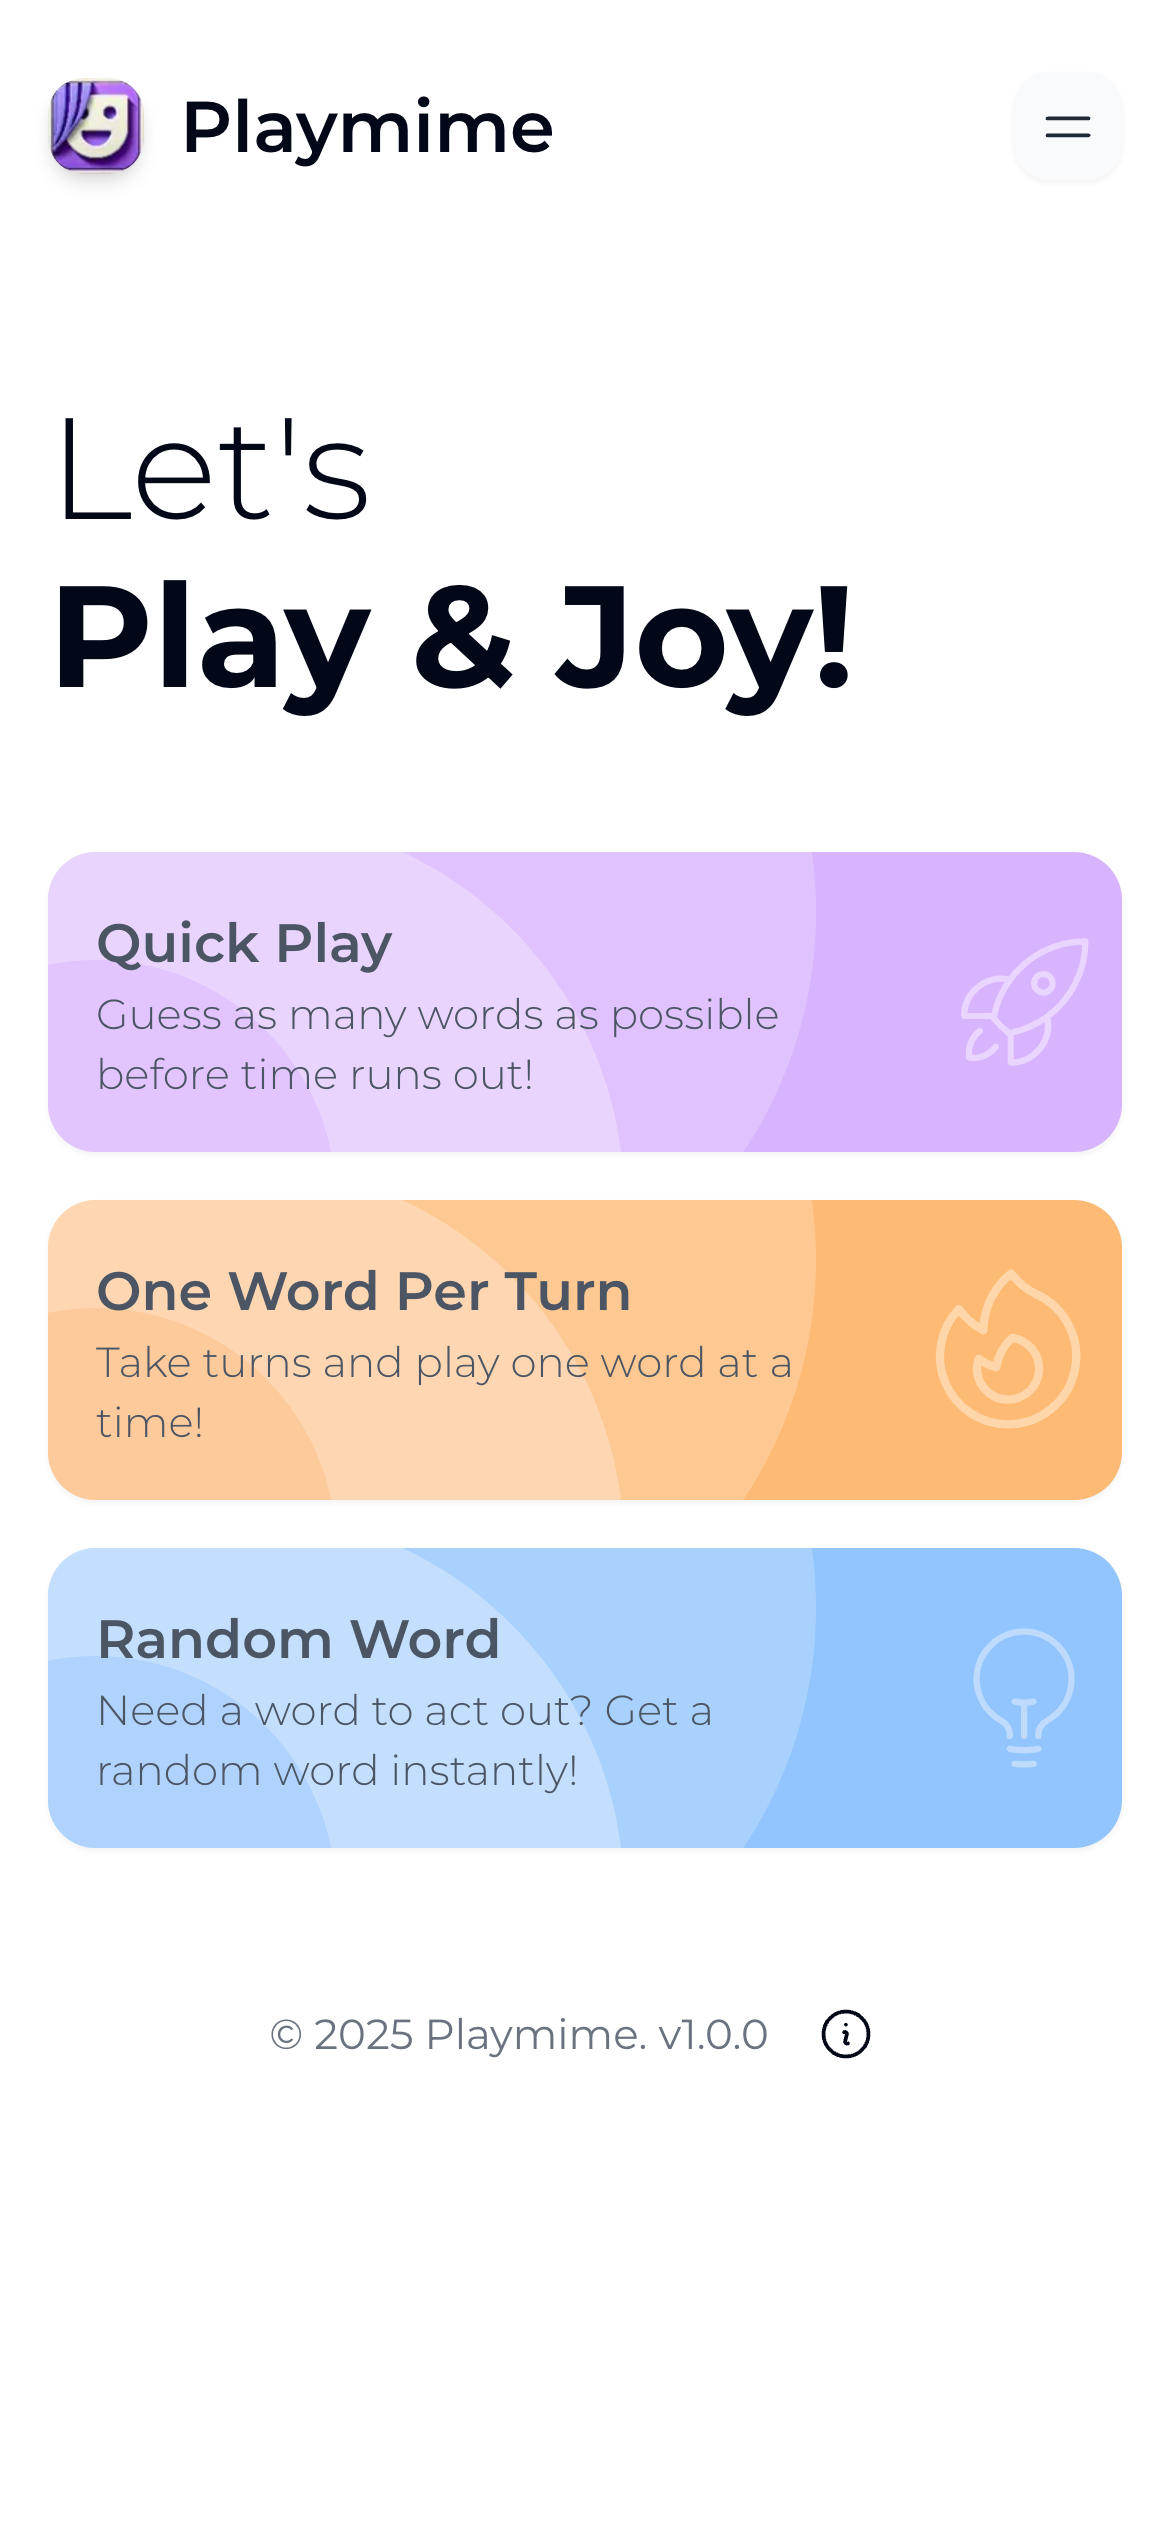 Playmime
Let's
Play & Joy!
Quick Play
Guess as many words as possible
before time runs out!
One Word Per Turn
Take turns and play one word at a
time!
Random Word
Need a word to act out? Get a
random word instantly!
© 2025 Playmime. v1.0.0